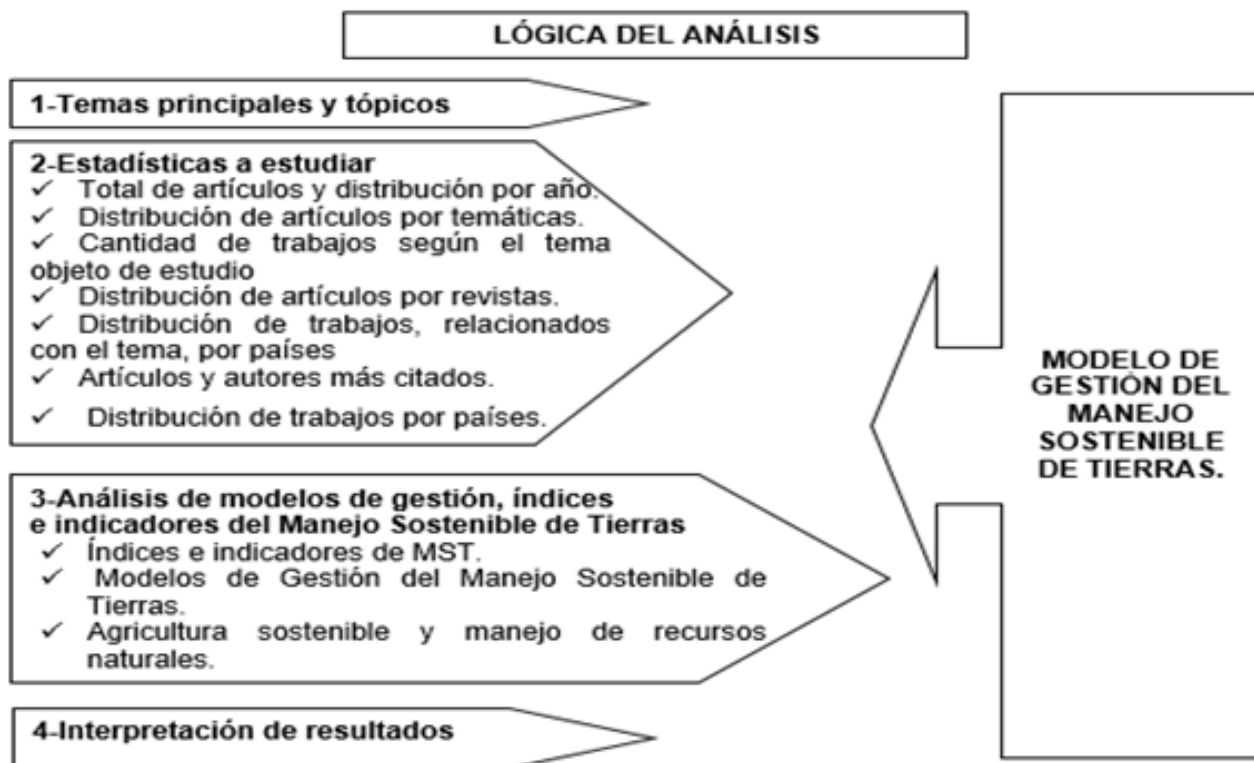 LÓGICA DEL ANÁLISIS
1-Temas principales y tópicos
2-Estadísticas a estudiar
✓ Total de artículos y distribución por año.
✓ Distribución de artículos por temáticas.
✓ Cantidad de trabajos según el tema
objeto de estudio
✓ Distribución de artículos por revistas.
✓ Distribución de trabajos, relacionados
con el tema, por países
✓ Artículos y autores más citados.
✓ Distribución de trabajos por países.
3-Análisis de modelos de gestión, índices
e indicadores del Manejo Sostenible de Tierras
✓ Índices e indicadores de MST.
✓ Modelos de Gestión del Manejo Sostenible de
Tierras.
✓ Agricultura sostenible y manejo de recursos
naturales.
4-Interpretación de resultados
MODELO DE
GESTIÓN DEL
MANEJO
SOSTENIBLE
DE TIERRAS.